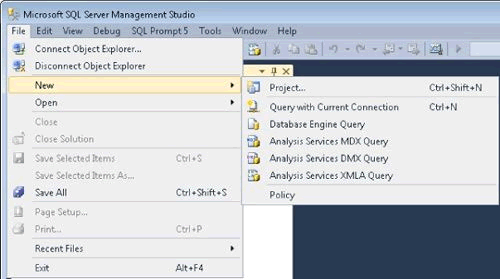 Microsoft SQL Server Management Studio
File Edit View Debug SQL Prompt 5 Tools Window Help
Connect Object Explorer...
Disconnect Object Explorer
New
Open
Close
Close Solution
Save Selected Items Ctrl+S
Save Selected Items As...
Save All Ctrl+Shift+S
Page Setup...
Print... Ctrl+P
Recent Files
Exit Alt+F4
Project... Ctrl+Shift+N
Query with Current Connection Ctrl+N
Database Engine Query
Analysis Services MDX Query
Analysis Services DMX Query
Analysis Services XMLA Query
Policy